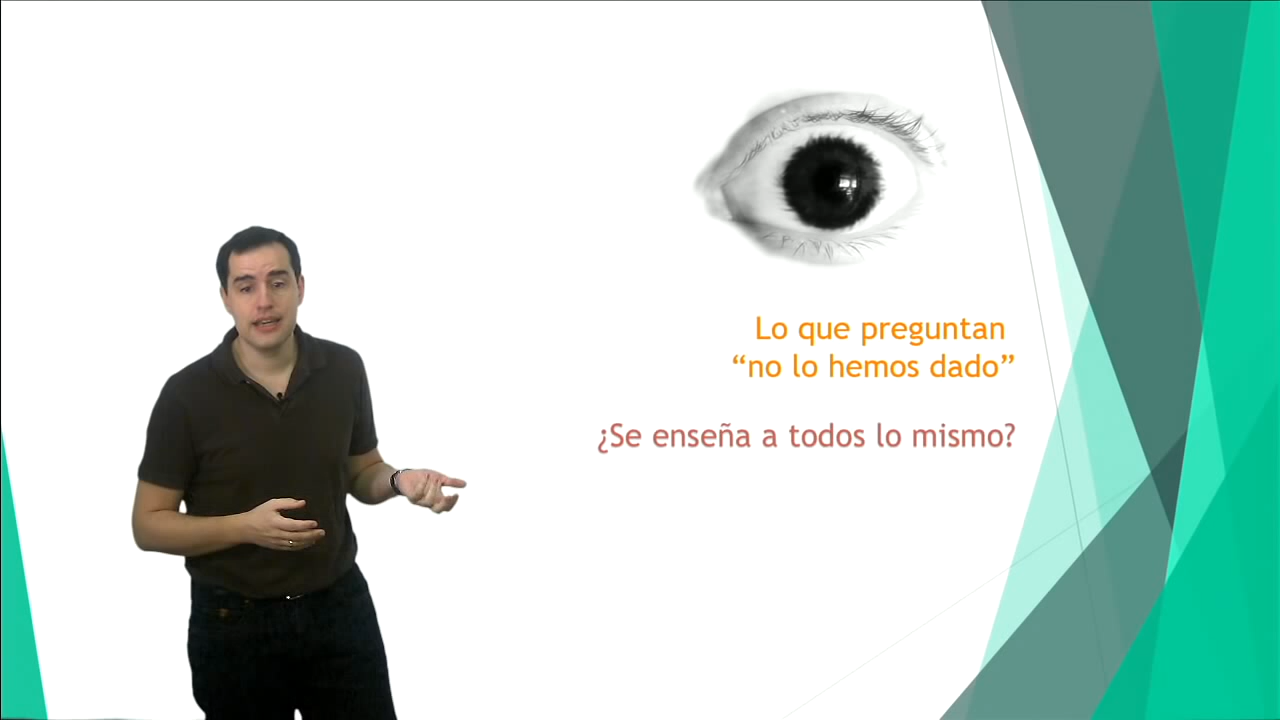 Lo que preguntan
“no lo hemos dado”
¿Se enseña a todos lo mismo?